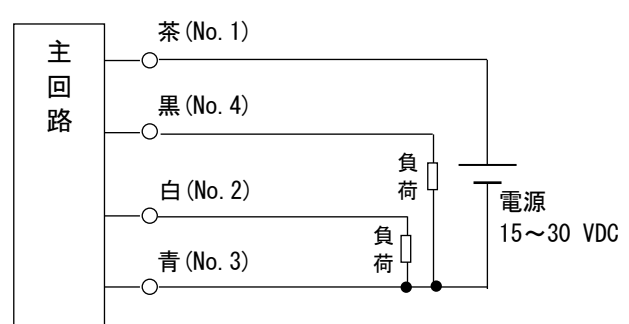 主回路
茶(No. 1)
黒(No. 4)
負荷
白(No. 2)
負荷
青(No. 3)
電源
15～30 VDC